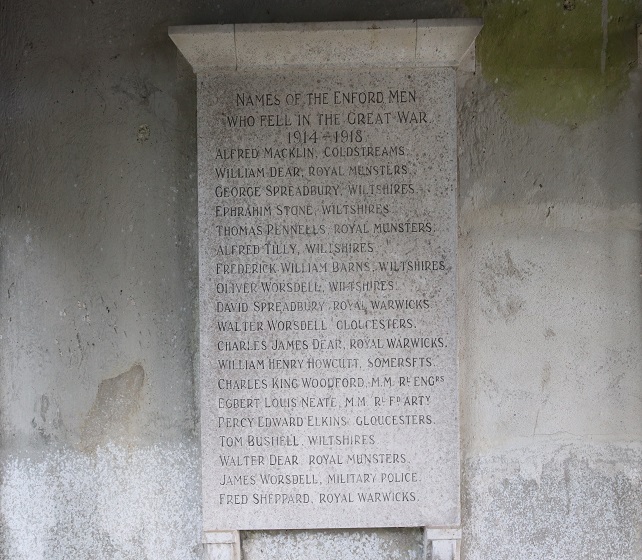 NAMES OF THE ENFORD MEN
WHO FELL IN THE GREAT WAR
1914-1918
ALFRED MACKLIN, COLDSTREAMS.
WILLIAM DEAR, ROYAL MUNSTERS.
GEORGE SPREADBURY, WILTSHIRES.
EPHRAHIM STONE, WILTSHIRES.
THOMAS PENNELLS, ROYAL MUNSTERS.
ALFRED TILLY, WILTSHIRES.
FREDERICK WILLIAM BARNS, WILTSHIRES.
OLIVER WORSDELL, WILTSHIRES.
DAVID SPREADBURY, ROYAL WARWICKS.
WALTER WORSDELL GLOUCESTERS.
CHARLES JAMES DEAR, ROYAL WARWICKS.
WILLIAM HENRY HOWCUTT, SOMERSETS.
CHARLES KING WOODFORD, M.M. RL ENGRS
EGBERT LOUIS NEATE, M.M. RL FD ARTY
PERCY EDWARD ELKINS, GLOUCESTERS.
TOM BUSHELL, WILTSHIRES
WALTER DEAR, ROYAL MUNSTERS.
JAMES WORSDELL, MILITARY POLICE.
FRED SHEPPARD, ROYAL WARWICKS.